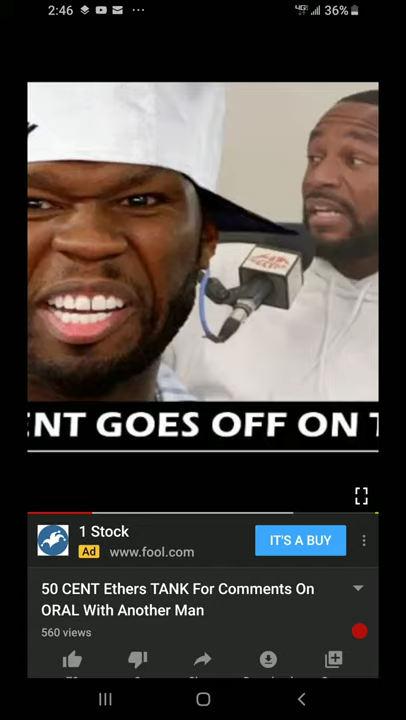 2:46
36%
ENT GOES OFF ON T
1 Stock
Ad www.fool.com
IT'S A BUY
50 CENT Ethers TANK For Comments On
ORAL With Another Man
560 views